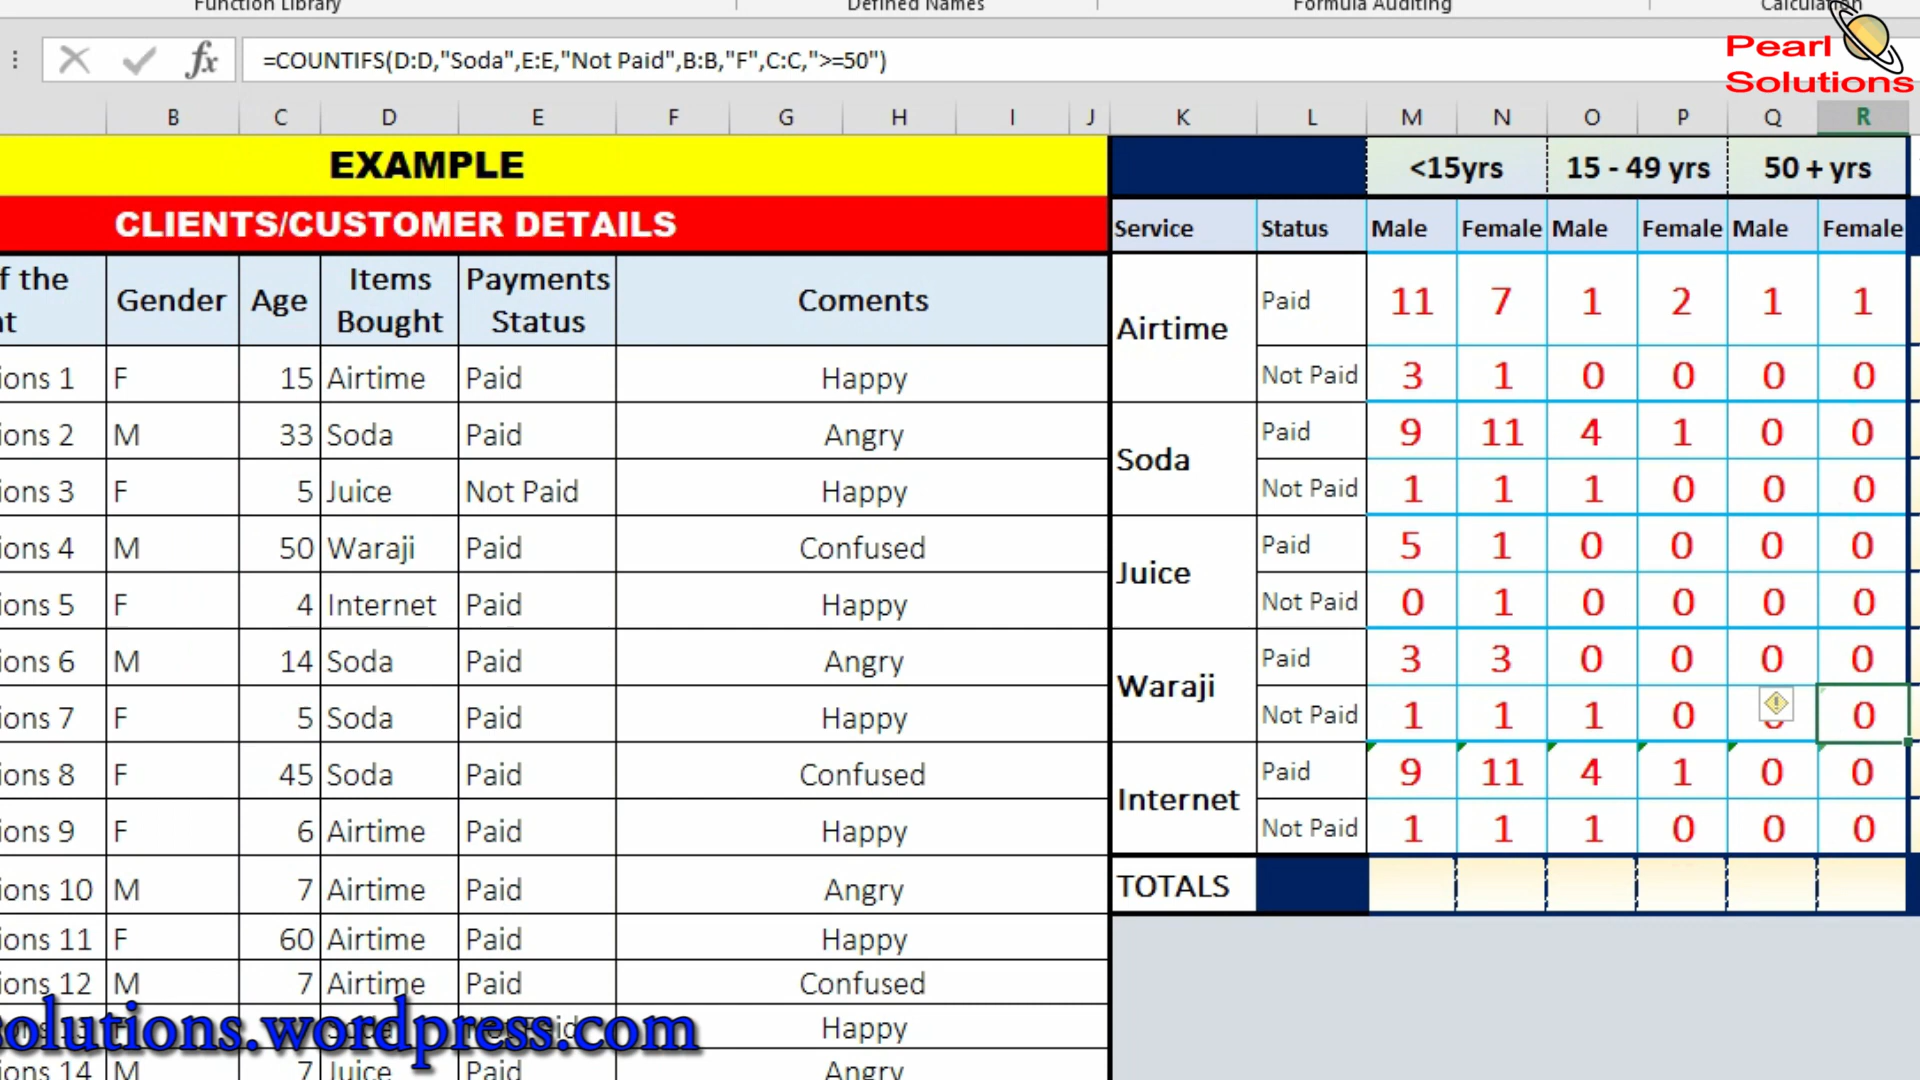 Function Library Defined Names Formula Auditing Calculation
Pearl
Solutions
fx =COUNTIFS(D:D,"Soda",E:E,"Not Paid",B:B,"F",C:C,">=50")
B C D E F G H I J K L M N O P Q R
EXAMPLE <15yrs 15 - 49 yrs 50 + yrs
CLIENTS/CUSTOMER DETAILS Service Status Male Female Male Female Male Female
Gender Age Items Bought Payments Status Coments Airtime Paid 11 7 1 2 1 1
ions 1 F 15 Airtime Paid Happy Not Paid 3 1 0 0 0 0
ions 2 M 33 Soda Paid Angry Soda Paid 9 11 4 1 0 0
ions 3 F 5 Juice Not Paid Happy Not Paid 1 1 1 0 0 0
ions 4 M 50 Waraji Paid Confused Juice Paid 5 1 0 0 0 0
ions 5 F 4 Internet Paid Happy Not Paid 0 1 0 0 0 0
ions 6 M 14 Soda Paid Angry Waraji Paid 3 3 0 0 0 0
ions 7 F 5 Soda Paid Happy Not Paid 1 1 1 0 0
ions 8 F 45 Soda Paid Confused Internet Paid 9 11 4 1 0 0
ions 9 F 6 Airtime Paid Happy Not Paid 1 1 1 0 0 0
ions 10 M 7 Airtime Paid Angry TOTALS
ions 11 F 60 Airtime Paid Happy
ions 12 M 7 Airtime Paid Confused
Happy
solutions.wordpress.com
ions 14 M 7 Juice Paid Angry